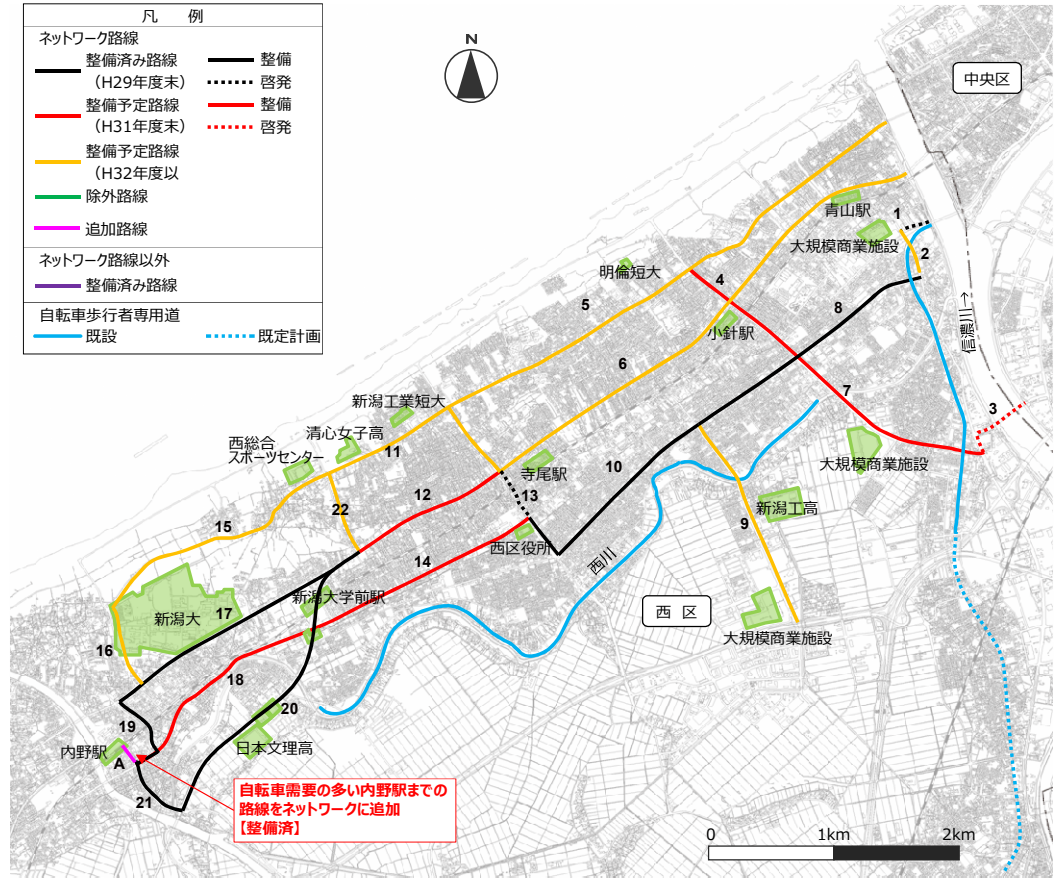 凡 例
ネットワーク路線
整備済み路線
（H29年度末）
整備
啓発
整備予定路線
（H31年度末）
整備
啓発
整備予定路線
（H32年度以
除外路線
追加路線
ネットワーク路線以外
整備済み路線
自転車歩行者専用道
既設
既定計画
N
中央区
青山駅
1
大規模商業施設
2
明倫短大
4
8
5
小針駅
信濃川→
6
7
3
新潟工業短大
清心女子高
11
西総合
スポーツセンター
大規模商業施設
寺尾駅
10
12
13
22
新潟工高
9
15
西区役所
14
西川
新潟大学前駅
新潟大
17
西 区
大規模商業施設
16
18
20
19
日本文理高
内野駅
A
21
自転車需要の多い内野駅までの
路線をネットワークに追加
【整備済】
0 1km 2km